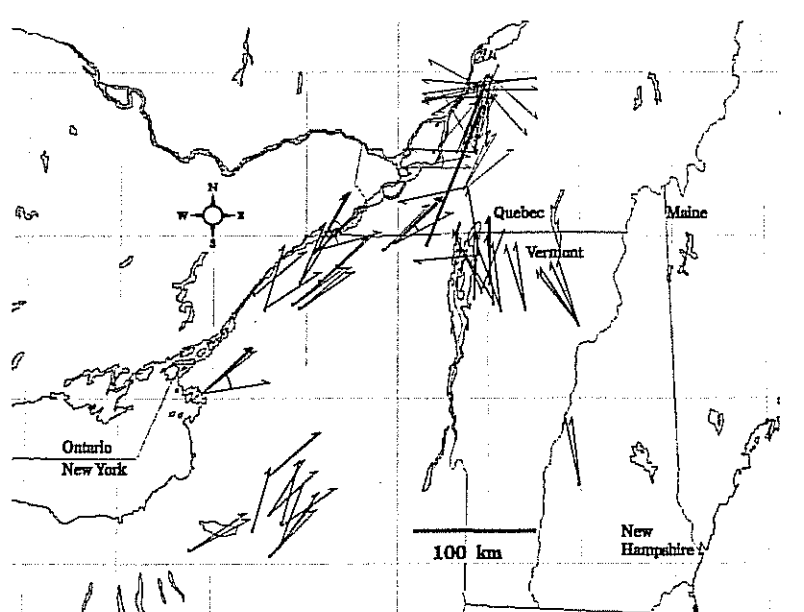 N
W E
S
Quebec
Maine
Vermont
Ontario
New York
100 km
New
Hampshire